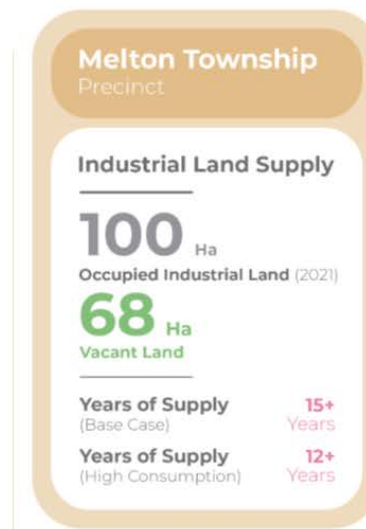 Melton Township
Precinct
Industrial Land Supply
100 Ha
Occupied Industrial Land (2021)
68 Ha
Vacant Land
Years of Supply 15+
(Base Case) Years
Years of Supply 12+
(High Consumption) Years